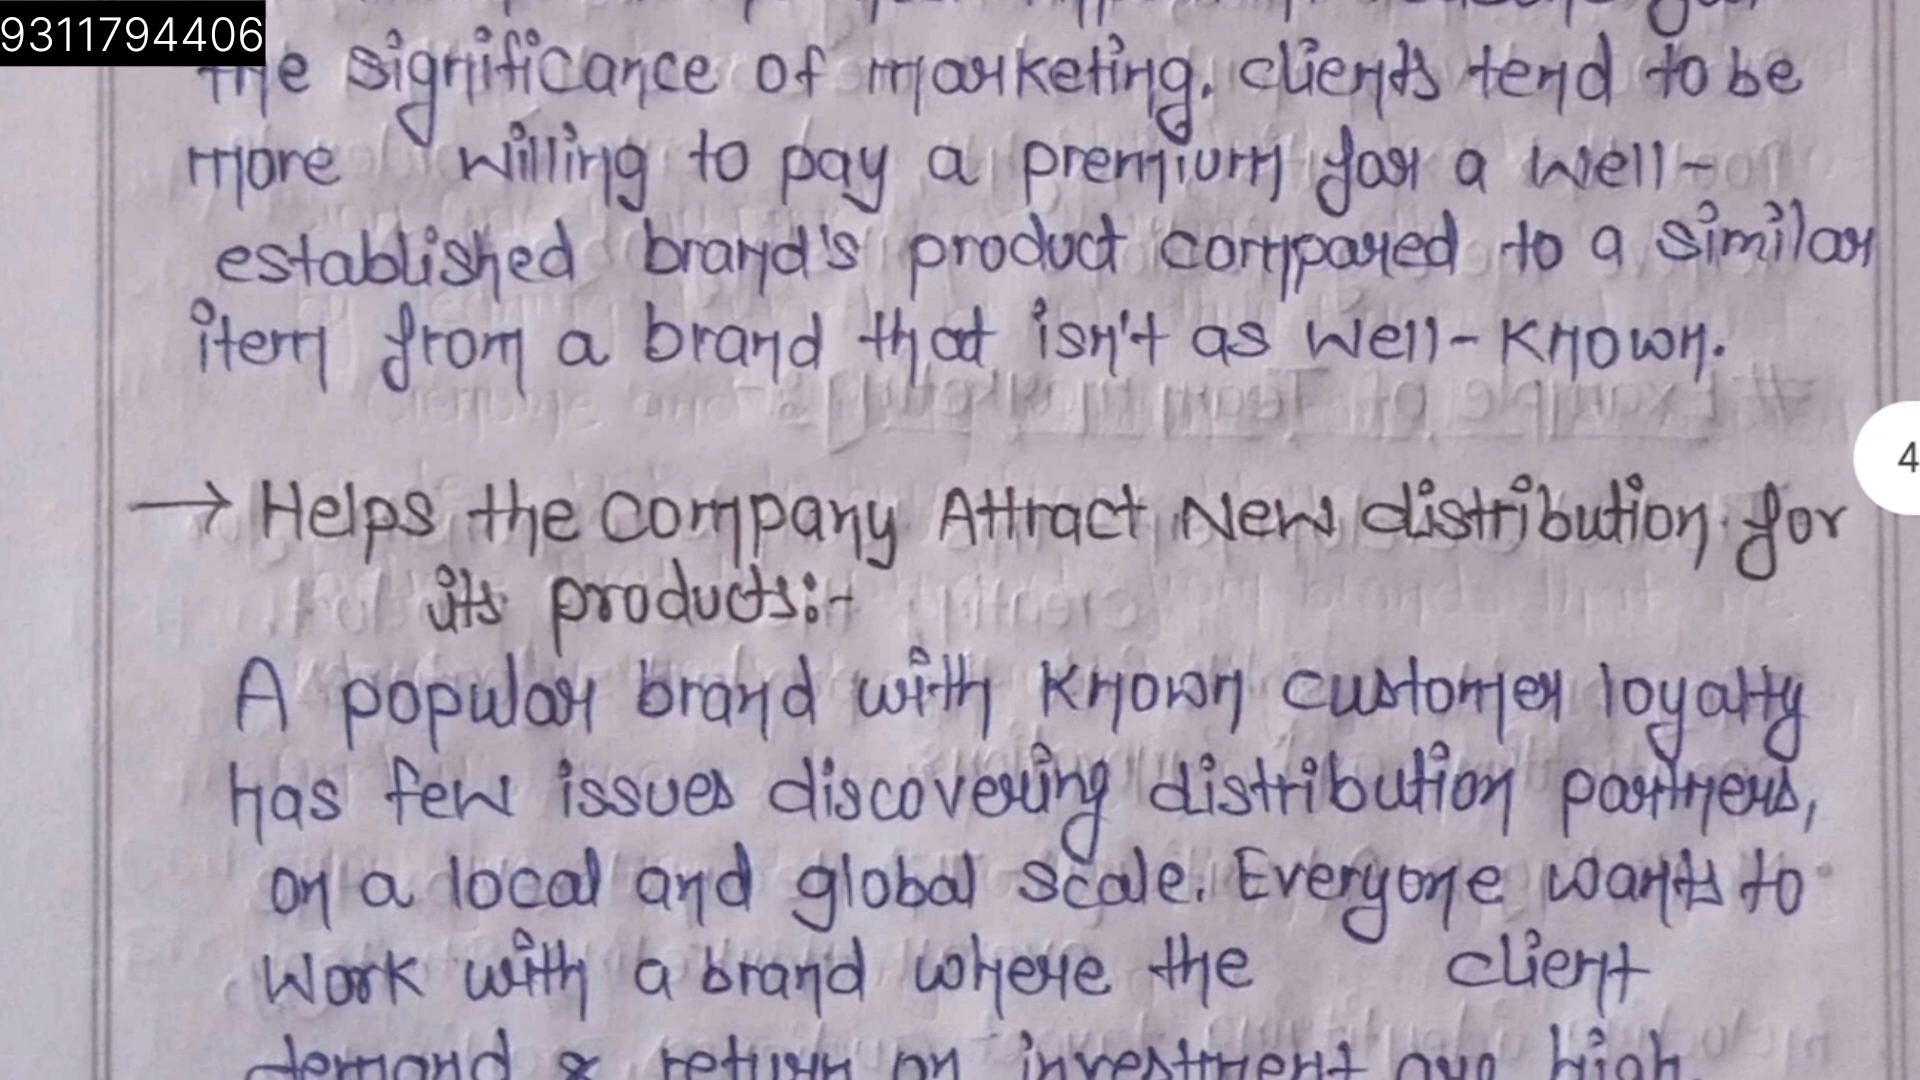 9311794406
the significance of marketing. clients tend to be
more willing to pay a premium for a well-
established brand's product compared to a similar
item from a brand that isn't as well-known.
4
→ Helps the company Attract New distribution for
its products:-
A popular brand with known customer loyalty
has few issues discovering distribution partners,
on a local and global scale. Everyone wants to
work with a brand where the client
demand & return on investment are high.